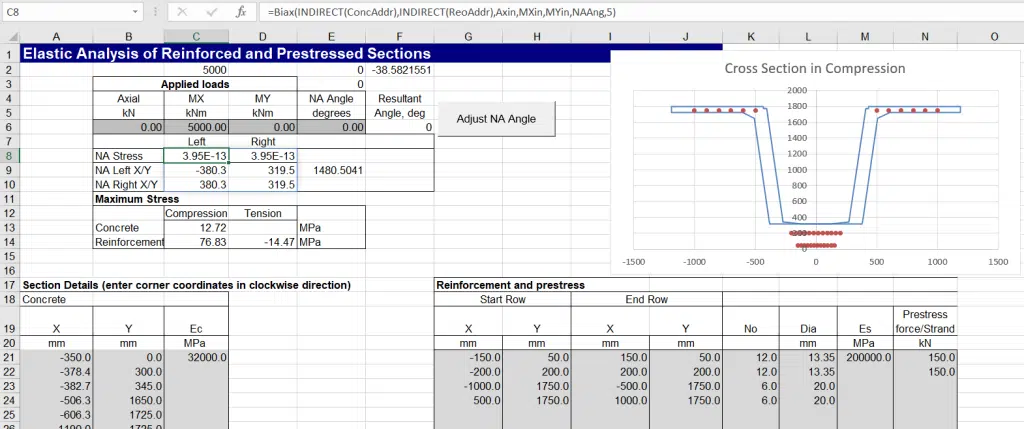 C8 fx =Biax(INDIRECT(ConcAddr),INDIRECT(ReoAddr),Axin,MXin,MYin,NAAng,5)
A B C D E F G H I J K L M N O
1 Elastic Analysis of Reinforced and Prestressed Sections
2 5000 0 -38.5821551
3 Applied loads 0
4 Axial MX MY NA Angle Resultant
5 kN kNm kNm degrees Angle, deg
6 0.00 5000.00 0.00 0.00 0
Adjust NA Angle
7 Left Right
8 NA Stress 3.95E-13 3.95E-13
9 NA Left X/Y -380.3 319.5 1480.5041
10 NA Right X/Y 380.3 319.5
11 Maximum Stress
12 Compression Tension
13 Concrete 12.72 MPa
14 Reinforcement 76.83 -14.47 MPa
15
16
Cross Section in Compression
2000
1800
1600
1400
1200
1000
800
600
400
200
0
-1500 -1000 -500 0 500 1000 1500
17 Section Details (enter corner coordinates in clockwise direction) Reinforcement and prestress
18 Concrete Start Row End Row
Prestress
19 X Y Ec X Y X Y No Dia Es force/Strand
20 mm mm MPa mm mm mm mm mm MPa kN
21 -350.0 0.0 32000.0 -150.0 50.0 150.0 50.0 12.0 13.35 200000.0 150.0
22 -378.4 300.0 -200.0 200.0 200.0 200.0 12.0 13.35 150.0
23 -382.7 345.0 -1000.0 1750.0 -500.0 1750.0 6.0 20.0
24 -506.3 1650.0 500.0 1750.0 1000.0 1750.0 6.0 20.0
25 -606.3 1725.0
26 -1190.0 1725.0